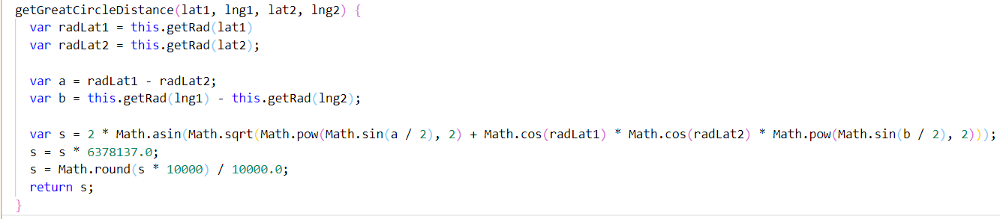 getGreatCircleDistance(lat1, lng1, lat2, lng2) {
var radLat1 = this.getRad(lat1)
var radLat2 = this.getRad(lat2);
var a = radLat1 - radLat2;
var b = this.getRad(lng1) - this.getRad(lng2);
var s = 2 * Math.asin(Math.sqrt(Math.pow(Math.sin(a / 2), 2) + Math.cos(radLat1) * Math.cos(radLat2) * Math.pow(Math.sin(b / 2), 2)));
s = s * 6378137.0;
s = Math.round(s * 10000) / 10000.0;
return s;
}